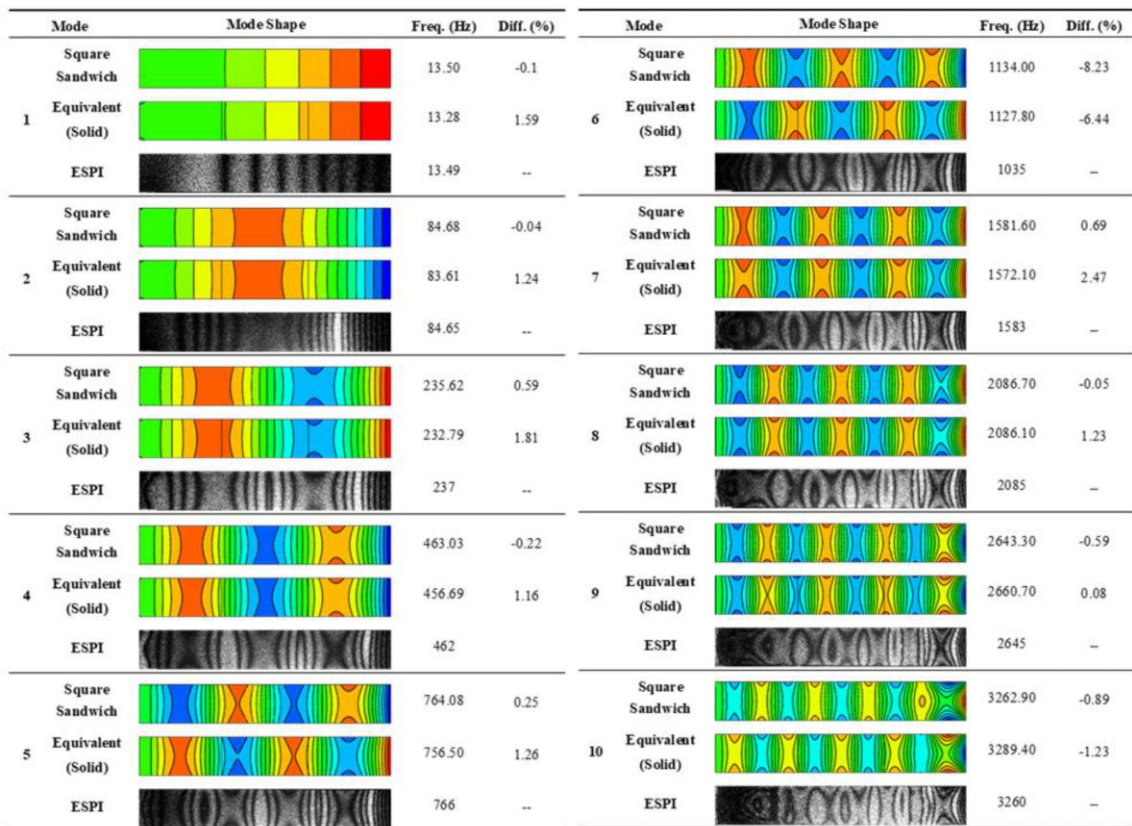 Mode Mode Shape Freq. (Hz) Diff. (%)
Square
Sandwich 13.50 -0.1
1 Equivalent
(Solid) 13.28 1.59
ESPI 13.49 --
Square
Sandwich 84.68 -0.04
2 Equivalent
(Solid) 83.61 1.24
ESPI 84.65 --
Square
Sandwich 235.62 0.59
3 Equivalent
(Solid) 232.79 1.81
ESPI 237 --
Square
Sandwich 463.03 -0.22
4 Equivalent
(Solid) 456.69 1.16
ESPI 462 --
Square
Sandwich 764.08 0.25
5 Equivalent
(Solid) 756.50 1.26
ESPI 766 --
Mode Mode Shape Freq. (Hz) Diff. (%)
Square
Sandwich 1134.00 -8.23
6 Equivalent
(Solid) 1127.80 -6.44
ESPI 1035 --
Square
Sandwich 1581.60 0.69
7 Equivalent
(Solid) 1572.10 2.47
ESPI 1583 --
Square
Sandwich 2086.70 -0.05
8 Equivalent
(Solid) 2086.10 1.23
ESPI 2085 --
Square
Sandwich 2643.30 -0.59
9 Equivalent
(Solid) 2660.70 0.08
ESPI 2645 --
Square
Sandwich 3262.90 -0.89
10 Equivalent
(Solid) 3289.40 -1.23
ESPI 3260 --